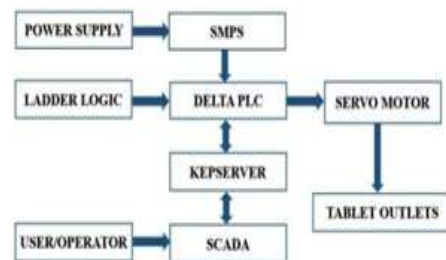 POWER SUPPLY
SMPS
LADDER LOGIC
DELTA PLC
SERVO MOTOR
KEPSERVER
TABLET OUTLETS
USER/OPERATOR
SCADA